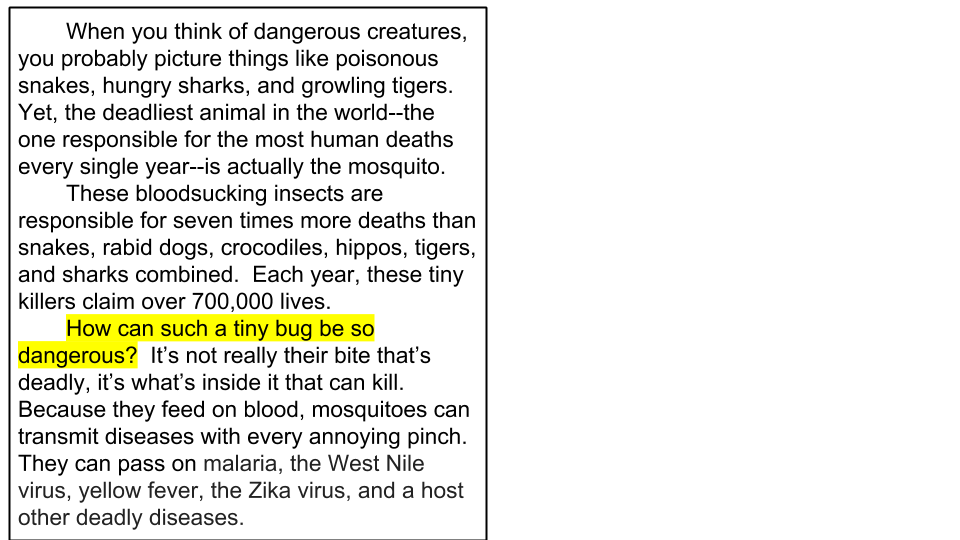 When you think of dangerous creatures,
you probably picture things like poisonous
snakes, hungry sharks, and growling tigers.
Yet, the deadliest animal in the world--the
one responsible for the most human deaths
every single year--is actually the mosquito.
These bloodsucking insects are
responsible for seven times more deaths than
snakes, rabid dogs, crocodiles, hippos, tigers,
and sharks combined.  Each year, these tiny
killers claim over 700,000 lives.
How can such a tiny bug be so
dangerous?  It’s not really their bite that’s
deadly, it’s what’s inside it that can kill.
Because they feed on blood, mosquitoes can
transmit diseases with every annoying pinch.
They can pass on malaria, the West Nile
virus, yellow fever, the Zika virus, and a host
other deadly diseases.